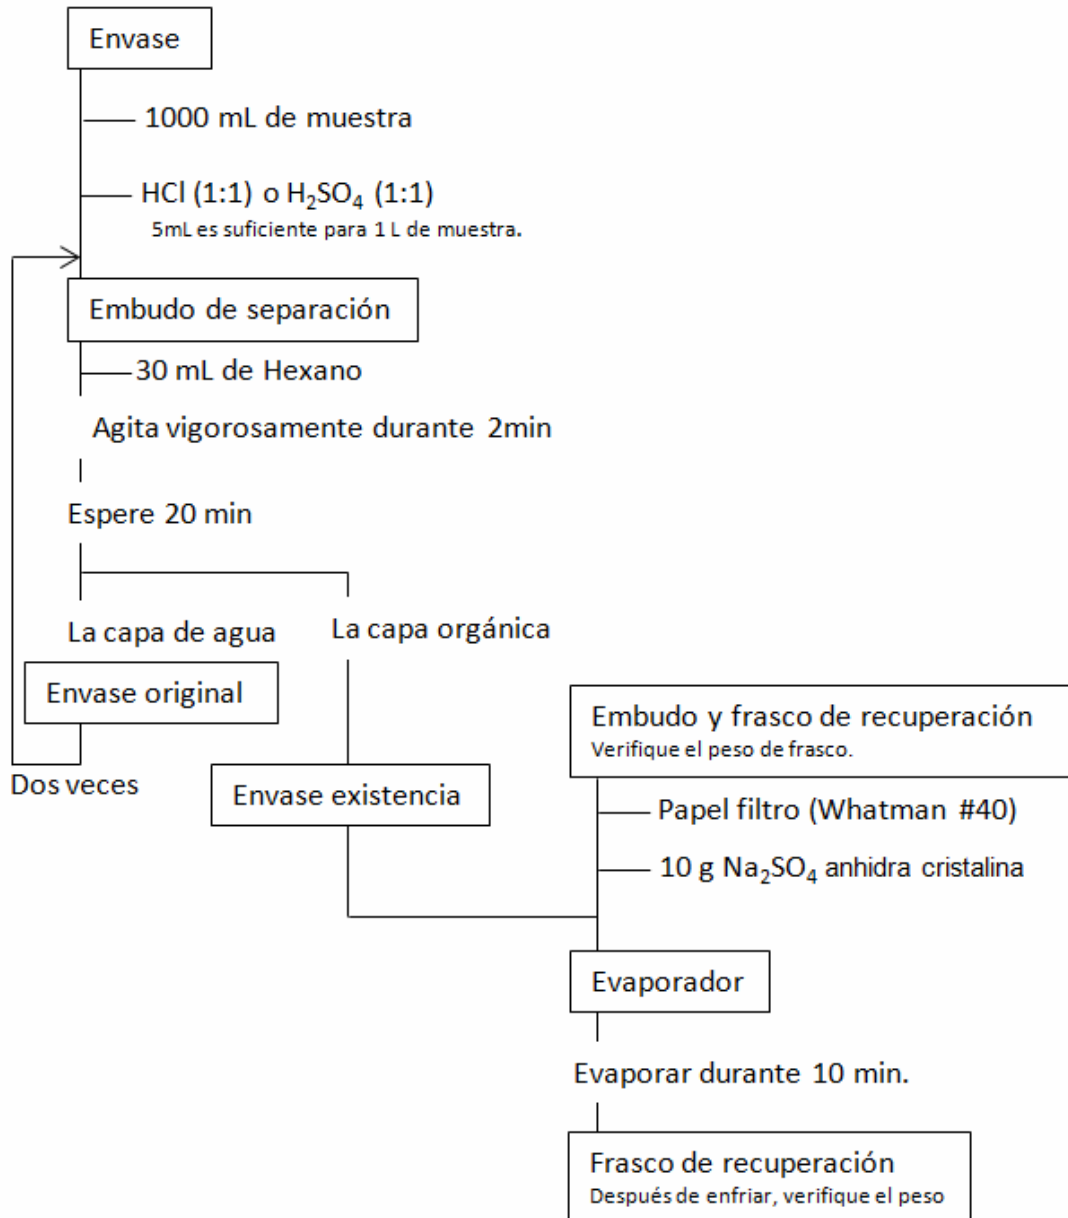 Envase
1000 mL de muestra
HCl (1:1) o H₂SO₄ (1:1)
5mL es suficiente para 1 L de muestra.
Embudo de separación
30 mL de Hexano
Agita vigorosamente durante 2min
Espere 20 min
La capa de agua
La capa orgánica
Envase original
Dos veces
Envase existencia
Embudo y frasco de recuperación
Verifique el peso de frasco.
Papel filtro (Whatman #40)
10 g Na₂SO₄ anhidra cristalina
Evaporador
Evaporar durante 10 min.
Frasco de recuperación
Después de enfriar, verifique el peso